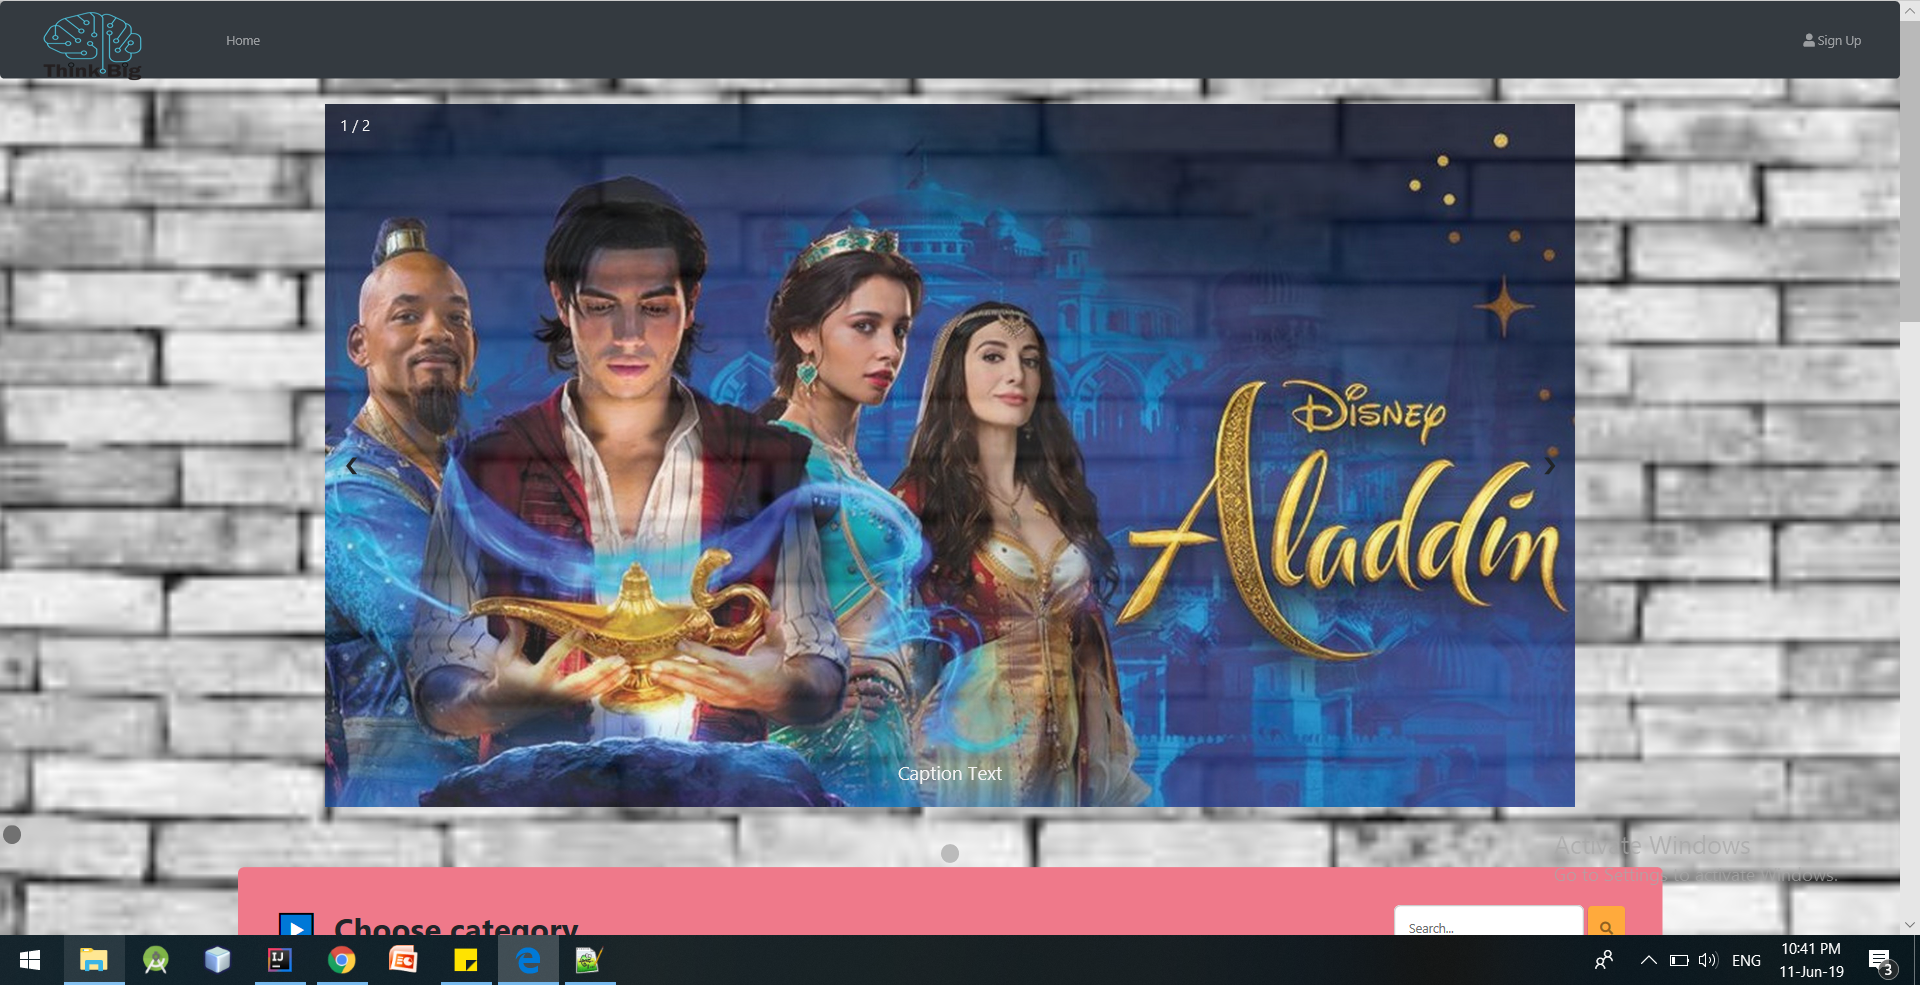 Think Big
Home
Sign Up
1 / 2
Disney
Aladdin
Caption Text
Activate Windows
Go to Settings to activate Windows.
Choose category
Search...
ENG
10:41 PM
11-Jun-19
3